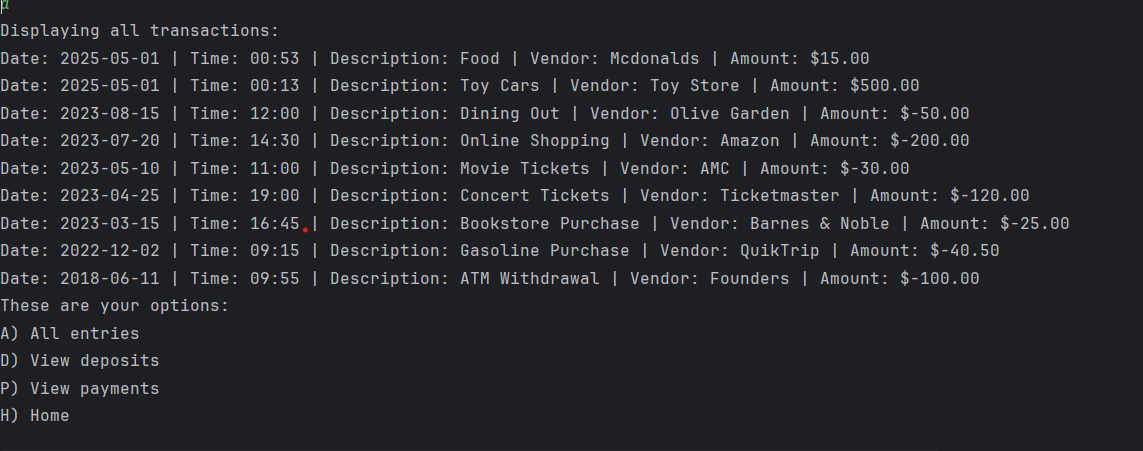 Displaying all transactions:
Date: 2025-05-01 | Time: 00:53 | Description: Food | Vendor: Mcdonalds | Amount: $15.00
Date: 2025-05-01 | Time: 00:13 | Description: Toy Cars | Vendor: Toy Store | Amount: $500.00
Date: 2023-08-15 | Time: 12:00 | Description: Dining Out | Vendor: Olive Garden | Amount: $-50.00
Date: 2023-07-20 | Time: 14:30 | Description: Online Shopping | Vendor: Amazon | Amount: $-200.00
Date: 2023-05-10 | Time: 11:00 | Description: Movie Tickets | Vendor: AMC | Amount: $-30.00
Date: 2023-04-25 | Time: 19:00 | Description: Concert Tickets | Vendor: Ticketmaster | Amount: $-120.00
Date: 2023-03-15 | Time: 16:45 | Description: Bookstore Purchase | Vendor: Barnes & Noble | Amount: $-25.00
Date: 2022-12-02 | Time: 09:15 | Description: Gasoline Purchase | Vendor: QuikTrip | Amount: $-40.50
Date: 2018-06-11 | Time: 09:55 | Description: ATM Withdrawal | Vendor: Founders | Amount: $-100.00
These are your options:
A) All entries
D) View deposits
P) View payments
H) Home